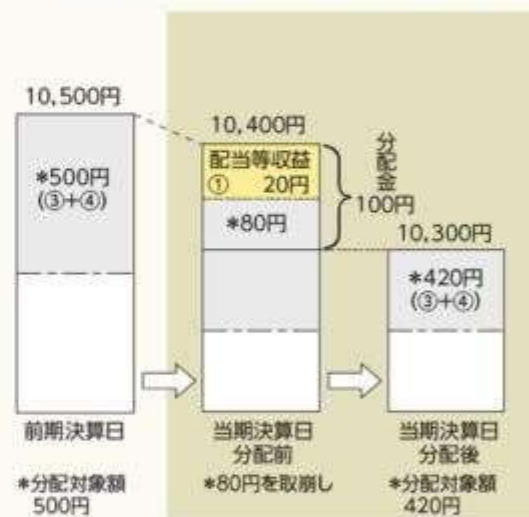 10,500円
*500円
(③+④)
前期決算日
*分配対象額
500円
10,400円
配当等収益
① 20円
*80円
分配金
100円
当期決算日
分配前
*80円を取崩し
10,300円
*420円
(③+④)
当期決算日
分配後
*分配対象額
420円